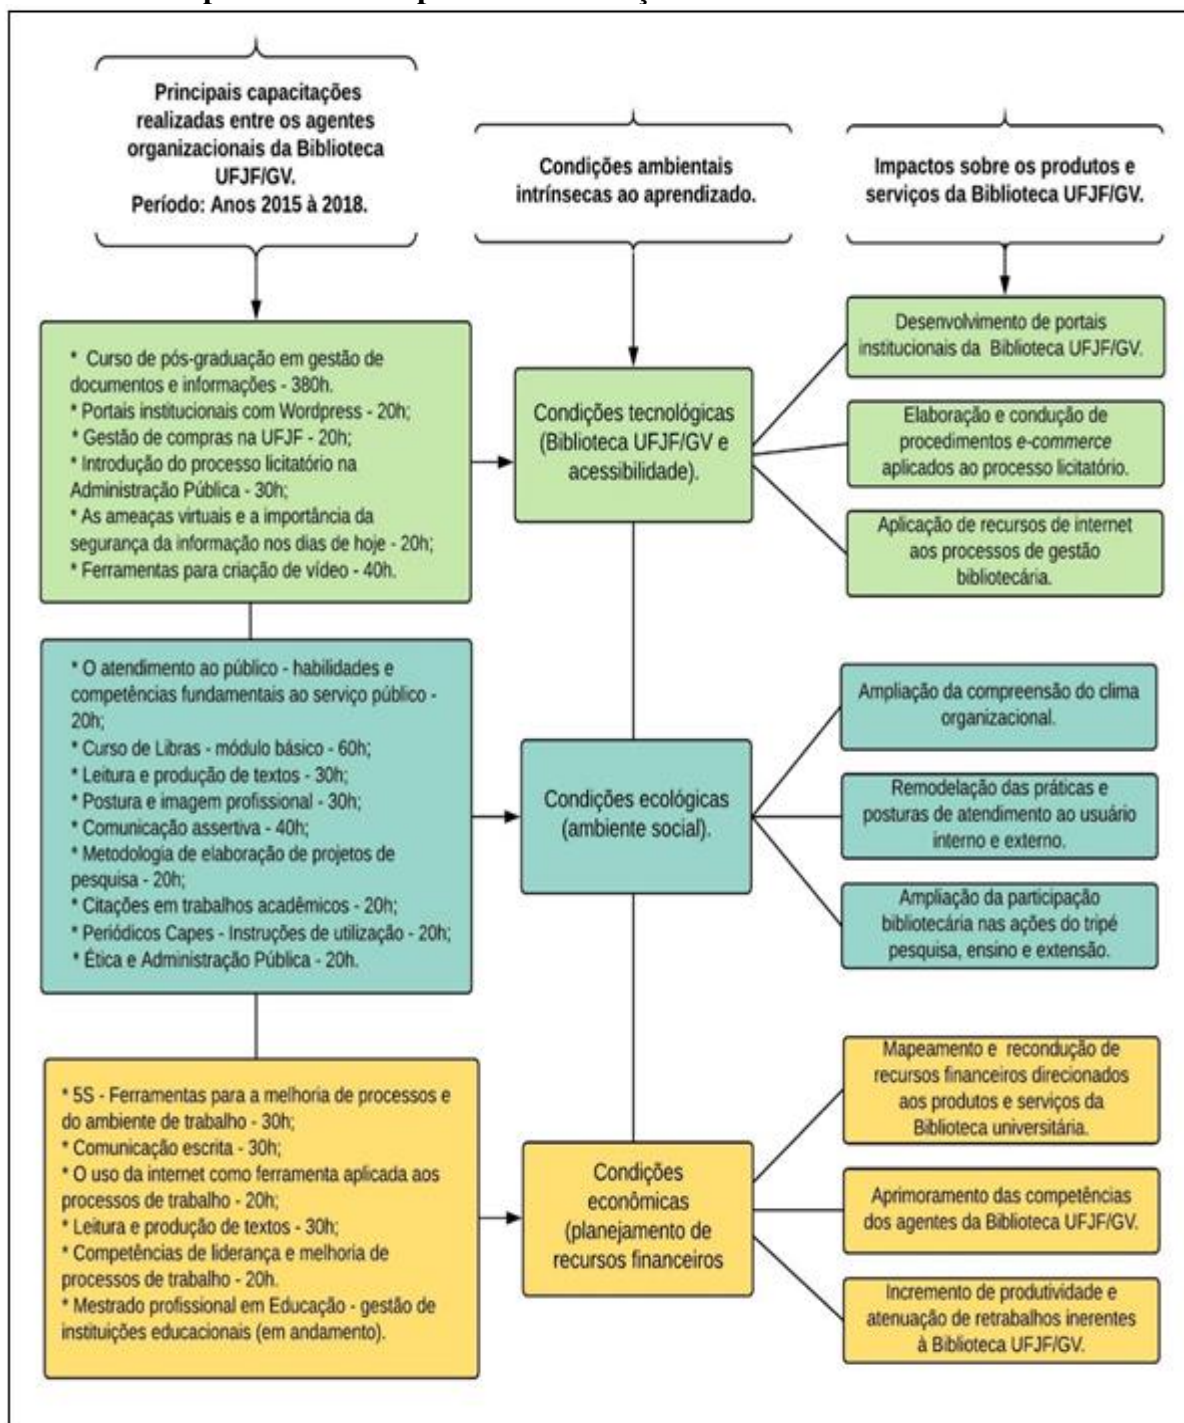 Principais capacitações
realizadas entre os agentes
organizacionais da Biblioteca
UFJF/GV.
Período: Anos 2015 à 2018.
Condições ambientais
intrínsecas ao aprendizado.
Impactos sobre os produtos e
serviços da Biblioteca UFJF/GV.
* Curso de pós-graduação em gestão de
documentos e informações - 380h.
* Portais institucionais com Wordpress - 20h;
* Gestão de compras na UFJF - 20h;
* Introdução do processo licitatório na
Administração Pública - 30h;
* As ameaças virtuais e a importância da
segurança da informação nos dias de hoje - 20h;
* Ferramentas para criação de vídeo - 40h.
Condições tecnológicas
(Biblioteca UFJF/GV e
acessibilidade).
Desenvolvimento de portais
institucionais da Biblioteca UFJF/GV.
Elaboração e condução de
procedimentos e-commerce
aplicados ao processo licitatório.
Aplicação de recursos de internet
aos processos de gestão
bibliotecária.
* O atendimento ao público - habilidades e
competências fundamentais ao serviço público -
20h;
* Curso de Libras - módulo básico - 60h;
* Leitura e produção de textos - 30h;
* Postura e imagem profissional - 30h;
* Comunicação assertiva - 40h;
* Metodologia de elaboração de projetos de
pesquisa - 20h;
* Citações em trabalhos acadêmicos - 20h;
* Periódicos Capes - Instruções de utilização - 20h;
* Ética e Administração Pública - 20h.
Condições ecológicas
(ambiente social).
Ampliação da compreensão do clima
organizacional.
Remodelação das práticas e
posturas de atendimento ao usuário
interno e externo.
Ampliação da participação
bibliotecária nas ações do tripé
pesquisa, ensino e extensão.
* 5S - Ferramentas para a melhoria de processos e
do ambiente de trabalho - 30h;
* Comunicação escrita - 30h;
* O uso da internet como ferramenta aplicada aos
processos de trabalho - 20h;
* Leitura e produção de textos - 30h;
* Competências de liderança e melhoria de
processos de trabalho - 20h.
* Mestrado profissional em Educação - gestão de
instituições educacionais (em andamento).
Condições
econômicas
(planejamento de
recursos financeiros
Mapeamento e recondução de
recursos financeiros direcionados
aos produtos e serviços da
Biblioteca universitária.
Aprimoramento das competências
dos agentes da Biblioteca UFJF/GV.
Incremento de produtividade e
atenuação de retrabalhos inerentes
à Biblioteca UFJF/GV.